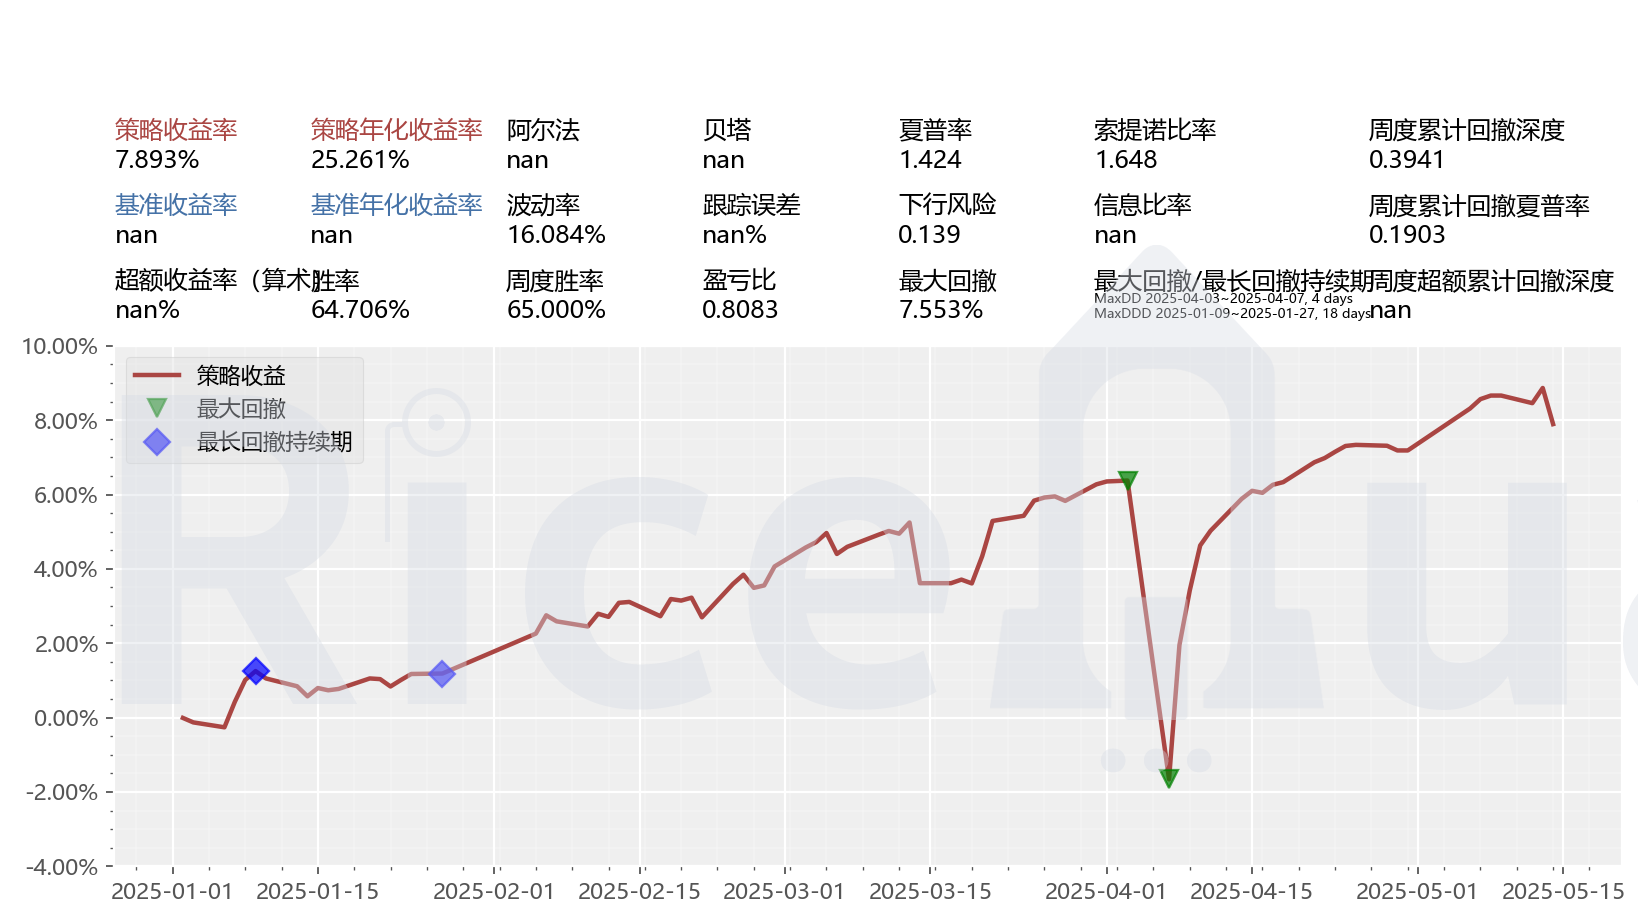 策略收益率 策略年化收益率 阿尔法 贝塔 夏普率 索提诺比率 周度累计回撤深度
7.893% 25.261% nan nan 1.424 1.648 0.3941
基准收益率 基准年化收益率 波动率 跟踪误差 下行风险 信息比率 周度累计回撤夏普率
nan nan 16.084% nan% 0.139 nan 0.1903
超额收益率（算术） 胜率 周度胜率 盈亏比 最大回撤 最大回撤/最长回撤持续期 周度超额累计回撤深度
MaxDD 2025-04-03~2025-04-07, 4 days
nan% 64.706% 65.000% 0.8083 7.553% MaxDDD 2025-01-09~2025-01-27, 18 days nan
10.00%
策略收益
最大回撤
8.00%
最长回撤持续期
6.00%
4.00%
2.00%
0.00%
-2.00%
-4.00%
2025-01-01 2025-01-15 2025-02-01 2025-02-15 2025-03-01 2025-03-15 2025-04-01 2025-04-15 2025-05-01 2025-05-15